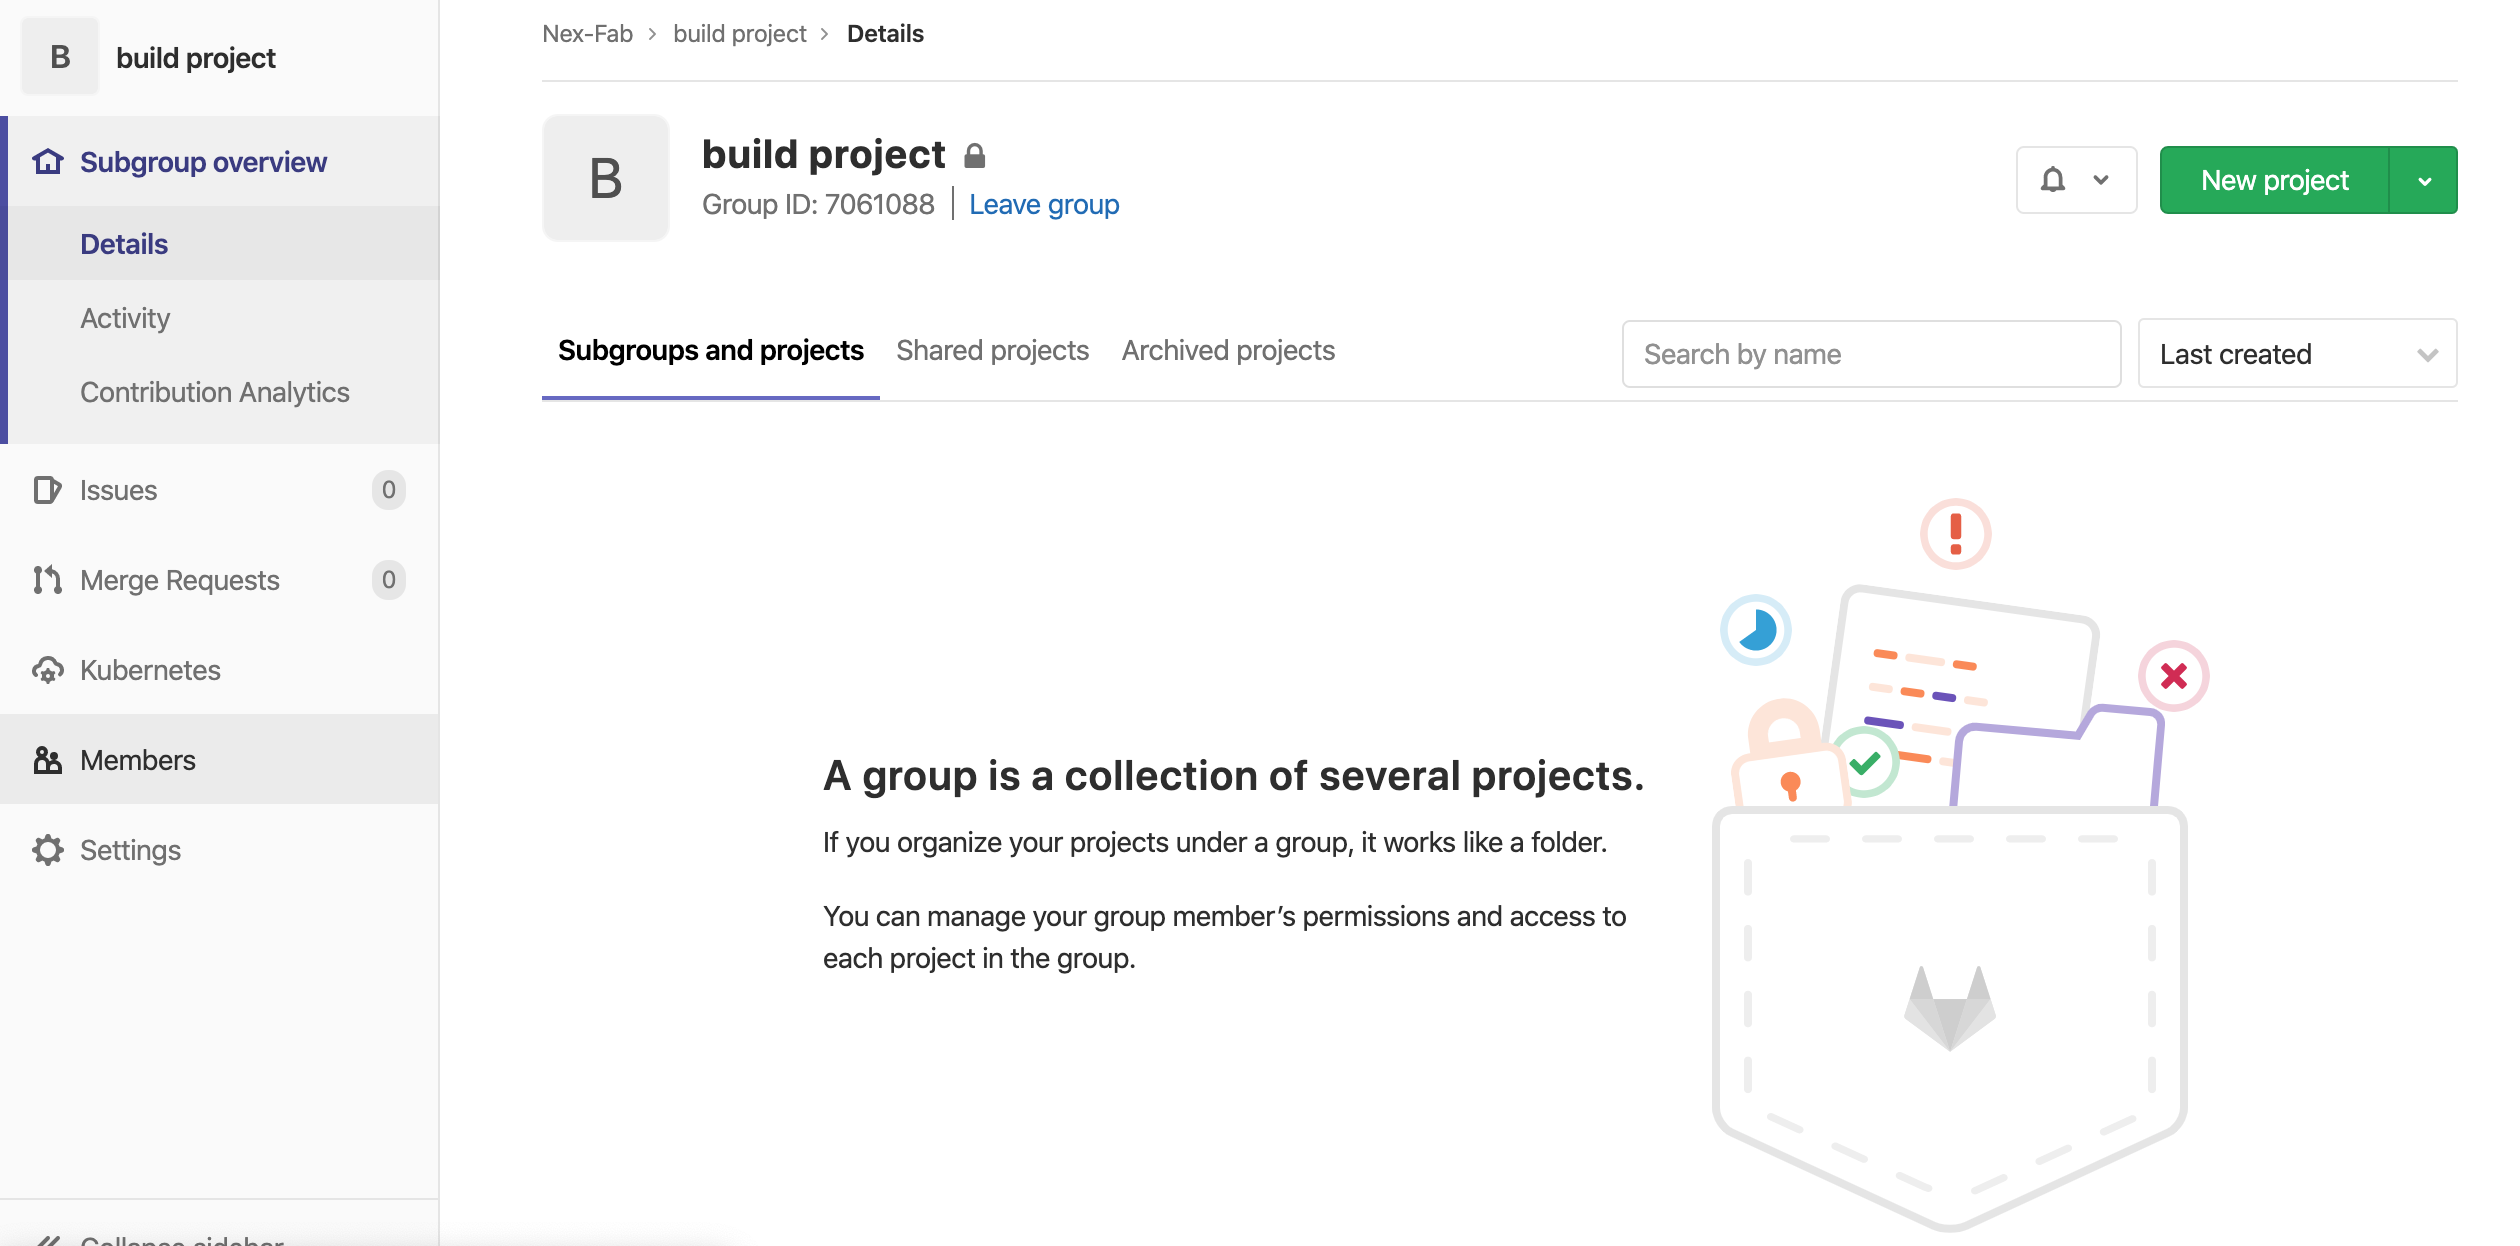 B
build project
Subgroup overview
Details
Activity
Contribution Analytics
Issues
0
Merge Requests
0
Kubernetes
Members
Settings
Collapse sidebar
Nex-Fab > build project > Details
B
build project
Group ID: 7061088 | Leave group
New project
Subgroups and projects
Shared projects
Archived projects
Search by name
Last created
A group is a collection of several projects.
If you organize your projects under a group, it works like a folder.
You can manage your group member’s permissions and access to
each project in the group.